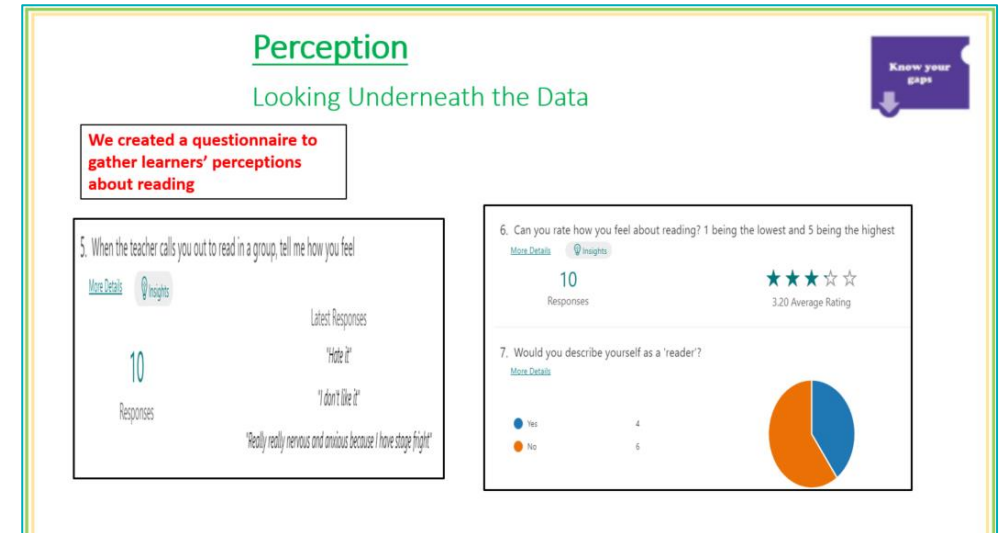 Perception
Looking Underneath the Data
Know your
gaps
We created a questionnaire to
gather learners' perceptions
about reading
5. When the teacher calls you out to read in a group, tell me how you feel
More Details
Insights
Latest Responses
10
Responses
"Hate it"
"I don't like it"
"Really really nervous and anxious because I have stage fright"
6. Can you rate how you feel about reading? 1 being the lowest and 5 being the highest
More Details
Insights
10
Responses
3.20 Average Rating
7. Would you describe yourself as a 'reader'?
More Details
Yes 4
No 6